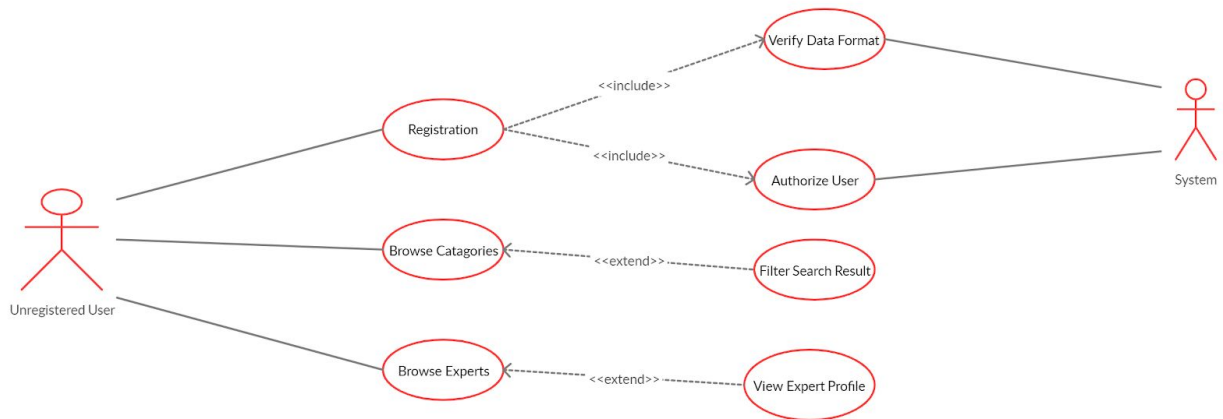 Verify Data Format
<<include>>
Registration
<<include>>
Authorize User
System
Browse Catagories
<<extend>>
Filter Search Result
Unregistered User
Browse Experts
<<extend>>
View Expert Profile